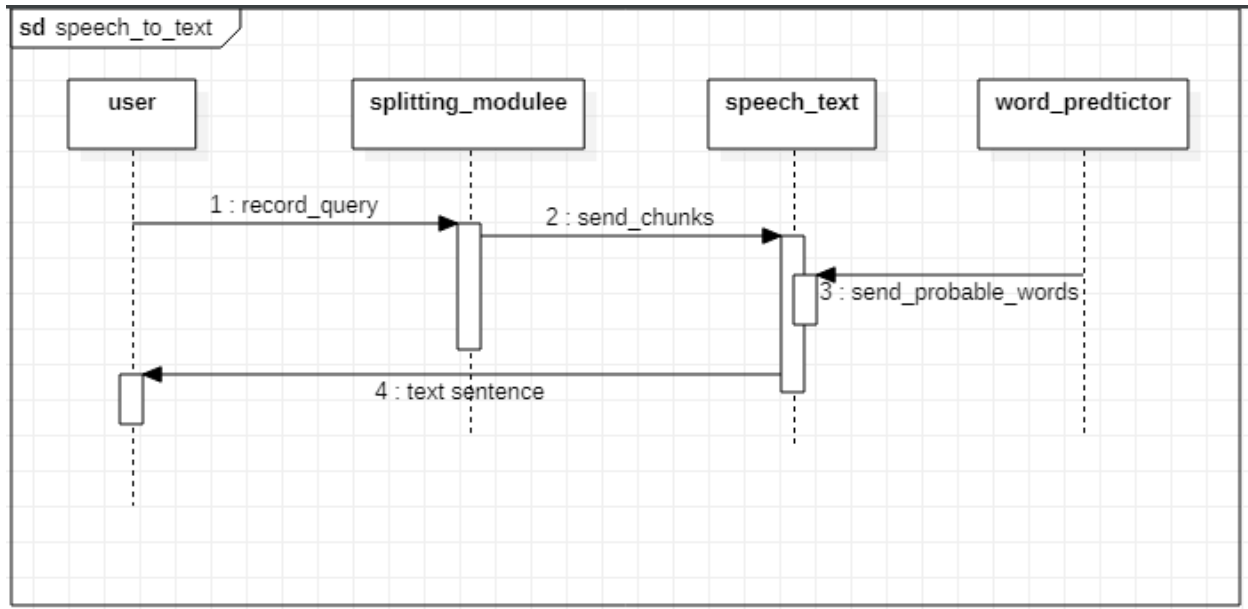 sd speech_to_text
user
splitting_modulee
speech_text
word_predtictor
1 : record_query
2 : send_chunks
3 : send_probable_words
4 : text sentence